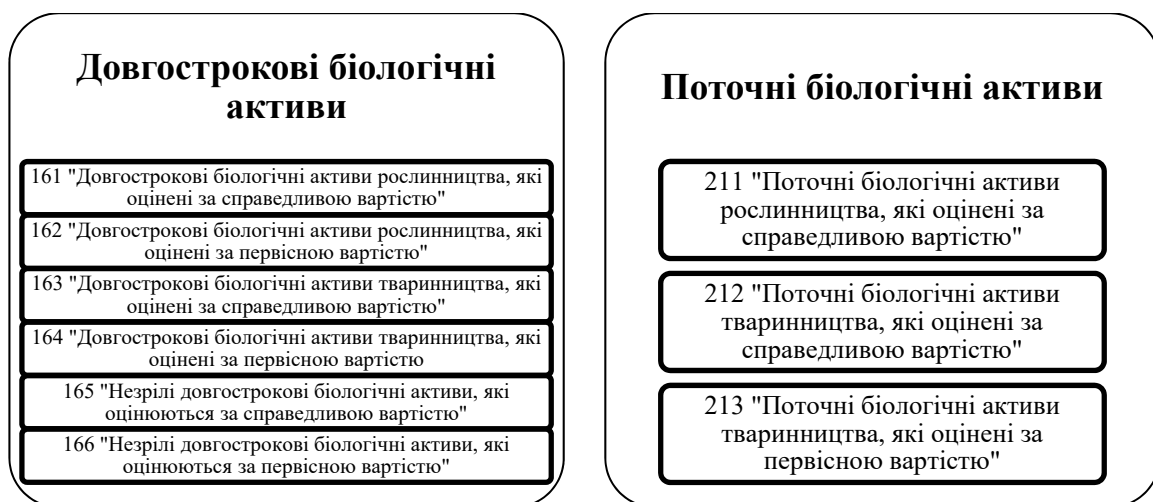 Довгострокові біологічні
активи
161 "Довгострокові біологічні активи рослинництва, які
оцінені за справедливою вартістю"
162 "Довгострокові біологічні активи рослинництва, які
оцінені за первісною вартістю"
163 "Довгострокові біологічні активи тваринництва, які
оцінені за справедливою вартістю"
164 "Довгострокові біологічні активи тваринництва, які
оцінені за первісною вартістю
165 "Незрілі довгострокові біологічні активи, які
оцінюються за справедливою вартістю"
166 "Незрілі довгострокові біологічні активи, які
оцінюються за первісною вартістю"
Поточні біологічні активи
211 "Поточні біологічні активи
рослинництва, які оцінені за
справедливою вартістю"
212 "Поточні біологічні активи
тваринництва, які оцінені за
справедливою вартістю"
213 "Поточні біологічні активи
тваринництва, які оцінені за
первісною вартістю"